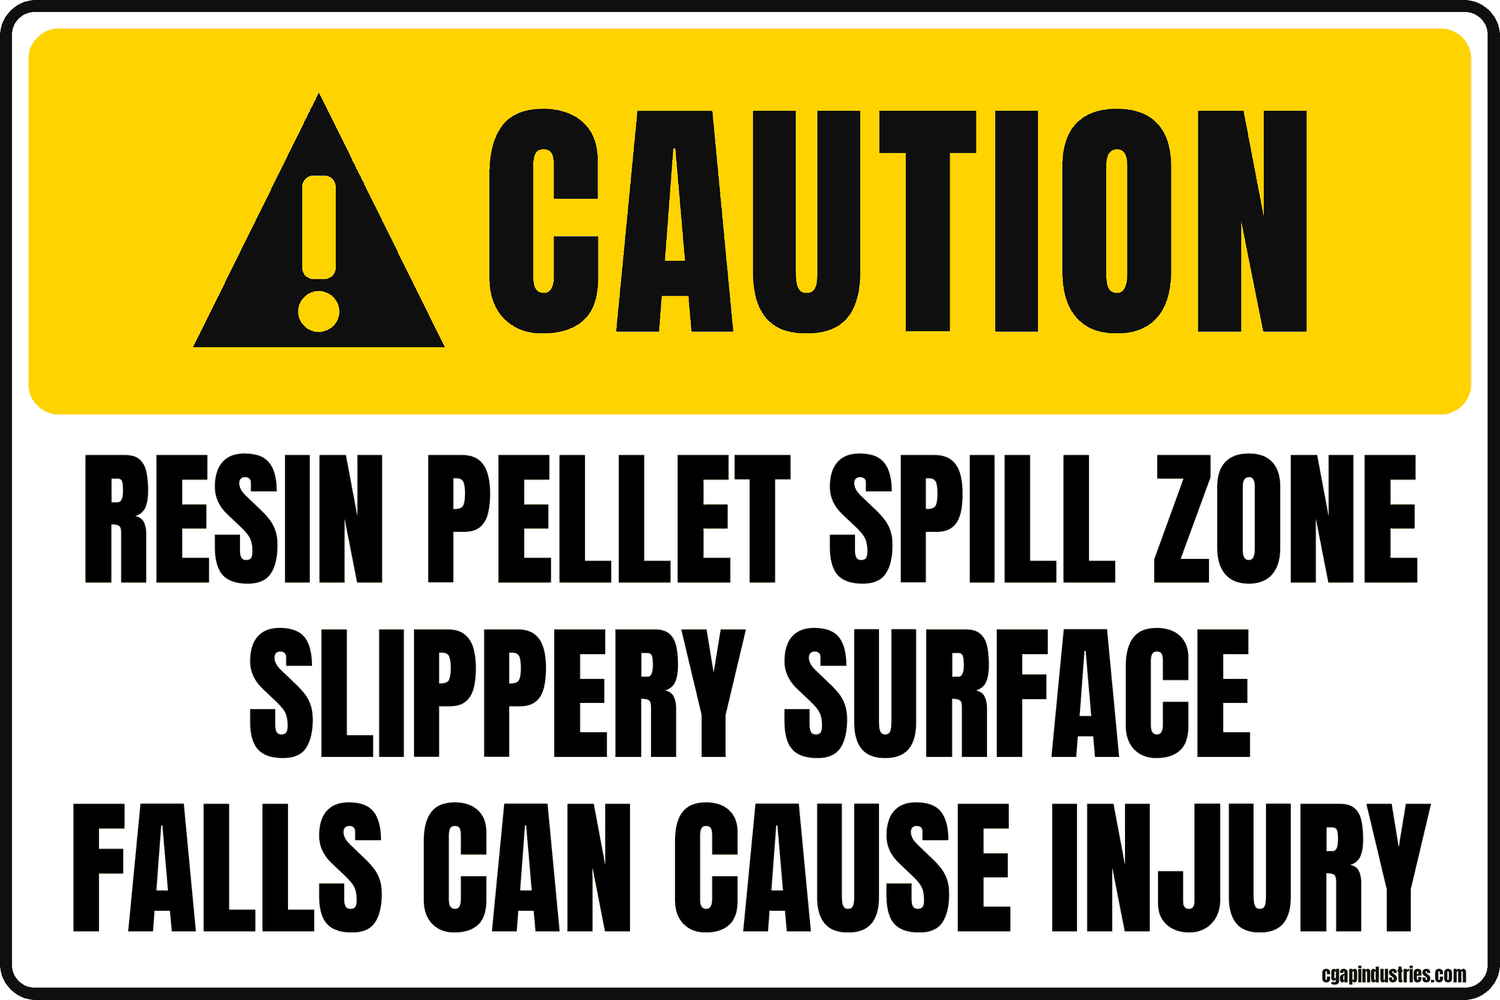 CAUTION
RESIN PELLET SPILL ZONE
SLIPPERY SURFACE
FALLS CAN CAUSE INJURY
cgapindustries.com